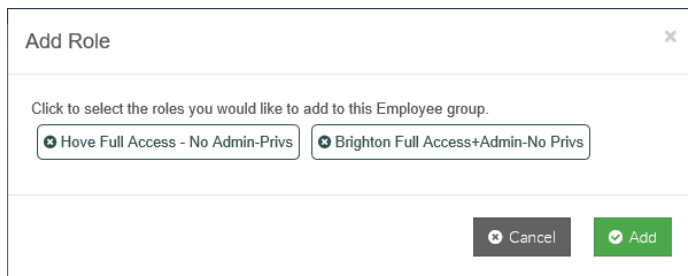 Add Role
Click to select the roles you would like to add to this Employee group.
Hove Full Access - No Admin-Privs Brighton Full Access+Admin-No Privs
Cancel Add